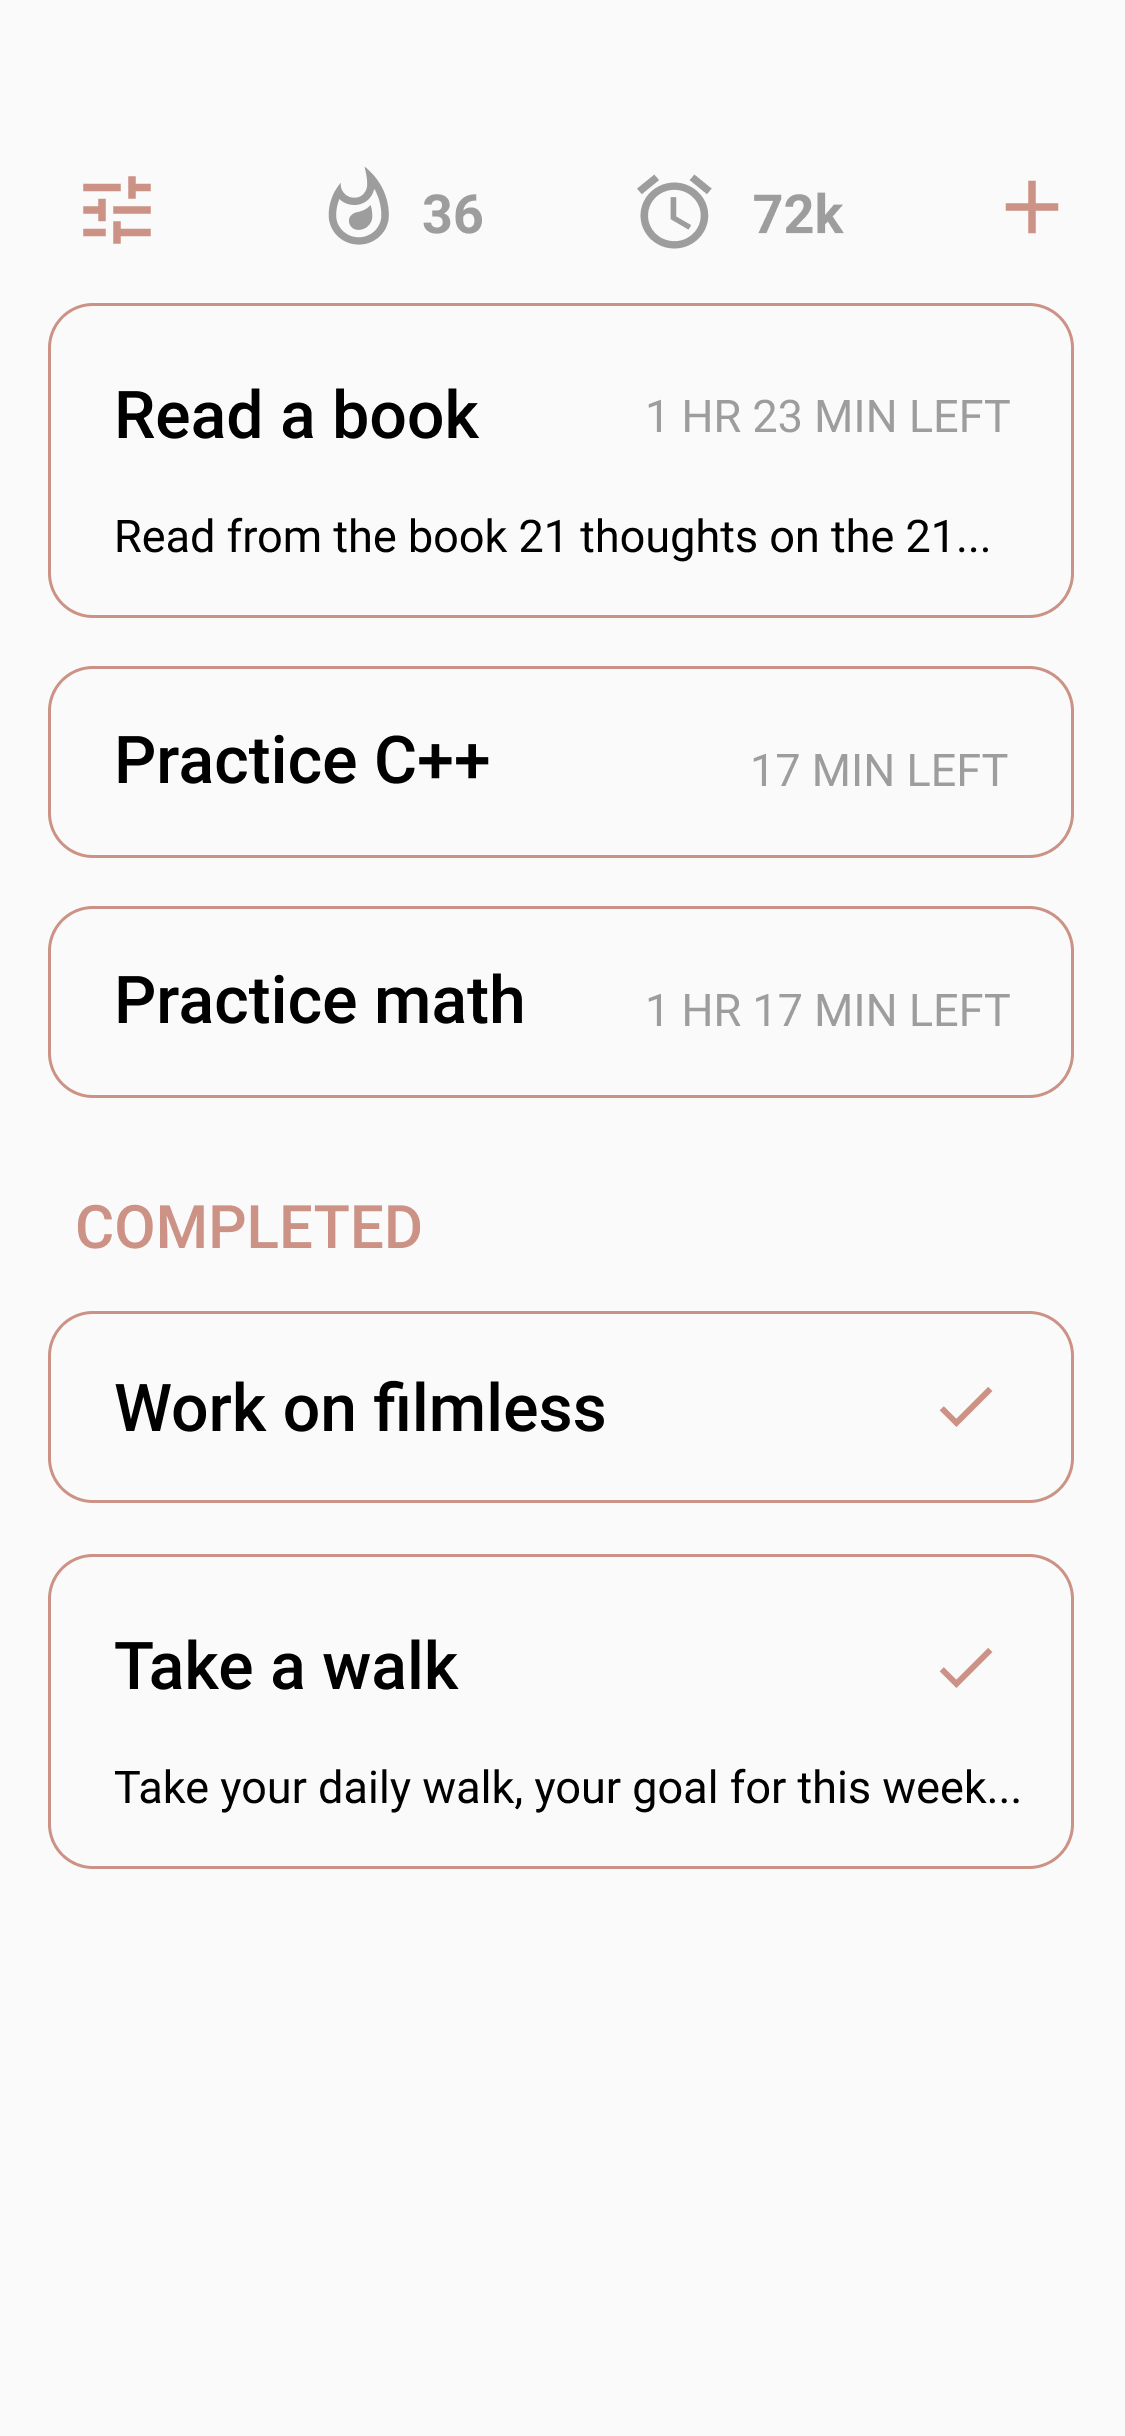 36
72k
Read a book
1 HR 23 MIN LEFT
Read from the book 21 thoughts on the 21...
Practice C++
17 MIN LEFT
Practice math
1 HR 17 MIN LEFT
COMPLETED
Work on filmless
Take a walk
Take your daily walk, your goal for this week...